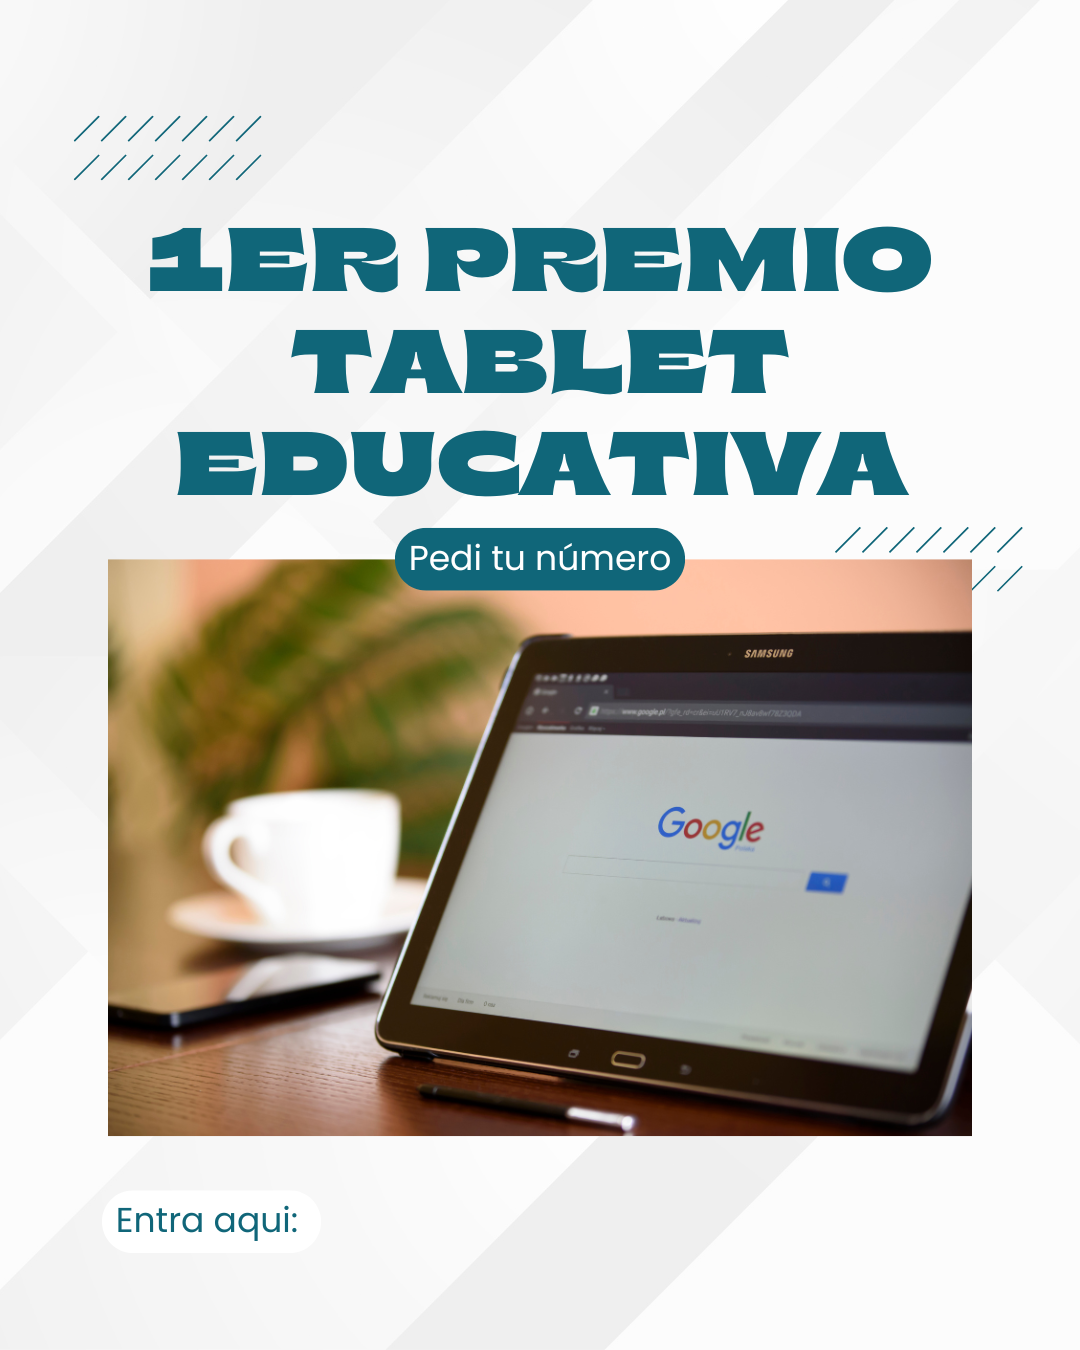 1ER PREMIO
TABLET
EDUCATIVA
Pedi tu número
SAMSUNG
Google
Entra aqui: